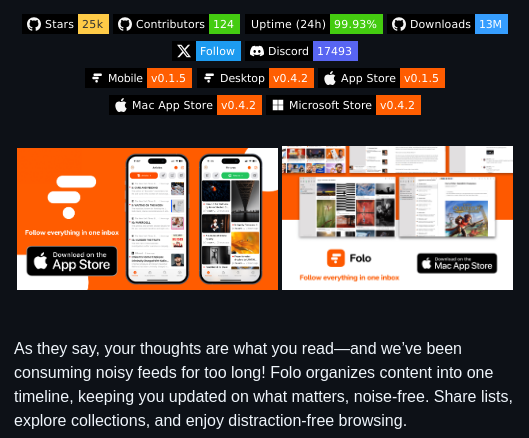 Stars 25k Contributors 124 Uptime (24h) 99.93% Downloads 13M
Follow Discord 17493
Mobile v0.1.5 Desktop v0.4.2 App Store v0.1.5
Mac App Store v0.4.2 Microsoft Store v0.4.2
Follow everything in one inbox
Download on the
App Store
Folo
Follow everything in one inbox
Download on the
Mac App Store
As they say, your thoughts are what you read—and we’ve been
consuming noisy feeds for too long! Folo organizes content into one
timeline, keeping you updated on what matters, noise-free. Share lists,
explore collections, and enjoy distraction-free browsing.